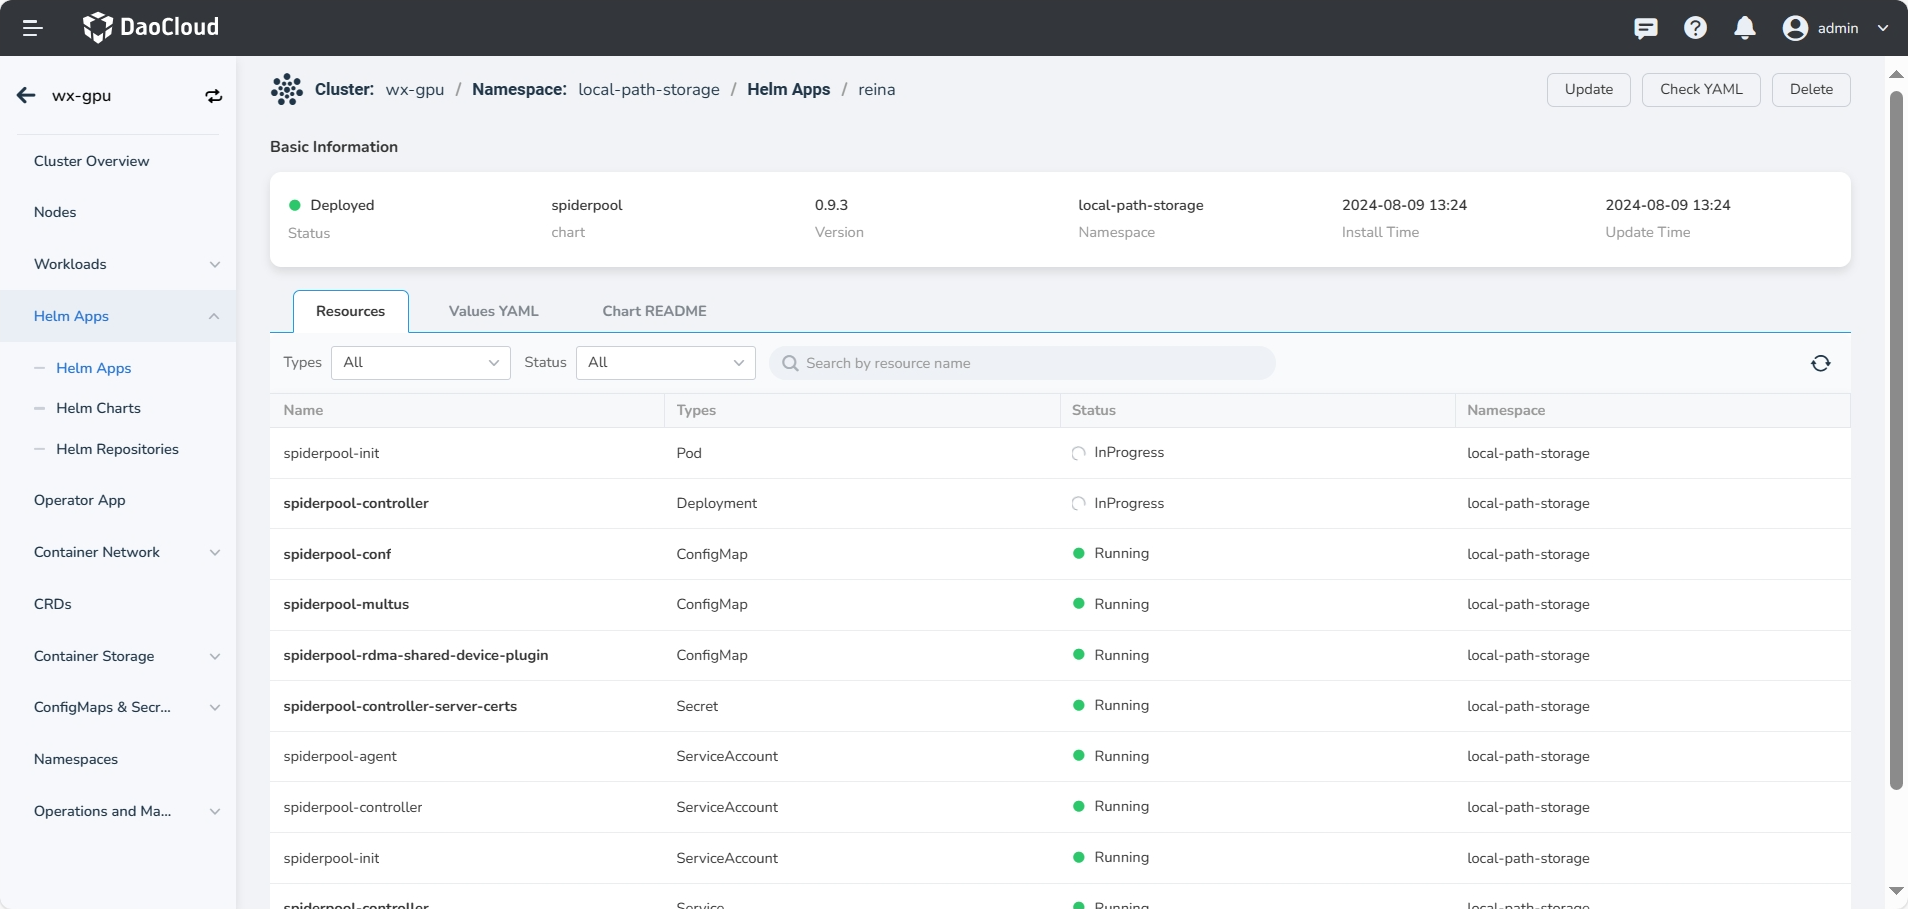 DaoCloud
admin
wx-gpu
Cluster: wx-gpu / Namespace: local-path-storage / Helm Apps / reina
Update
Check YAML
Delete
Cluster Overview
Nodes
Workloads
Helm Apps
Helm Apps
Helm Charts
Helm Repositories
Operator App
Container Network
CRDs
Container Storage
ConfigMaps & Secr...
Namespaces
Operations and Ma...
Basic Information
Deployed spiderpool 0.9.3 local-path-storage 2024-08-09 13:24 2024-08-09 13:24
Status chart Version Namespace Install Time Update Time
Resources Values YAML Chart README
Types All Status All Search by resource name
Name Types Status Namespace
spiderpool-init Pod InProgress local-path-storage
spiderpool-controller Deployment InProgress local-path-storage
spiderpool-conf ConfigMap Running local-path-storage
spiderpool-multus ConfigMap Running local-path-storage
spiderpool-rdma-shared-device-plugin ConfigMap Running local-path-storage
spiderpool-controller-server-certs Secret Running local-path-storage
spiderpool-agent ServiceAccount Running local-path-storage
spiderpool-controller ServiceAccount Running local-path-storage
spiderpool-init ServiceAccount Running local-path-storage
spiderpool-controller Service Running local-path-storage